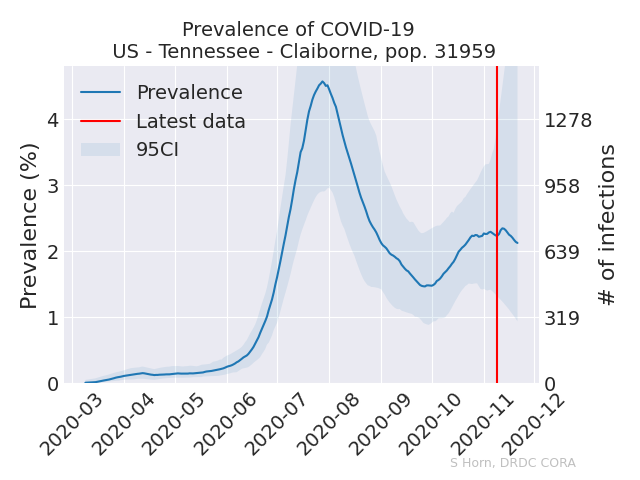 Prevalence of COVID-19
US - Tennessee - Claiborne, pop. 31959
Prevalence
Latest data
95CI
Prevalence (%)
4
3
2
1
0
1278
958
639
319
0
# of infections
2020-03
2020-04
2020-05
2020-06
2020-07
2020-08
2020-09
2020-10
2020-11
2020-12
S Horn, DRDC CORA